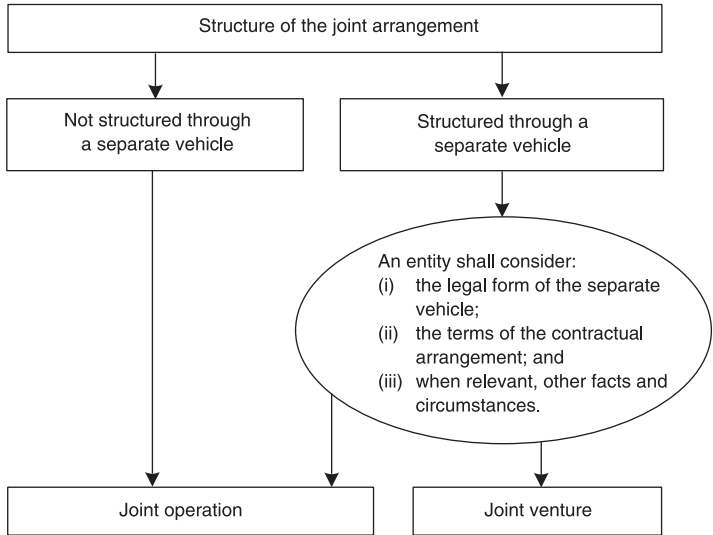 Structure of the joint arrangement
Not structured through
a separate vehicle
Structured through a
separate vehicle
An entity shall consider:
(i) the legal form of the separate
vehicle;
(ii) the terms of the contractual
arrangement; and
(iii) when relevant, other facts and
circumstances.
Joint operation
Joint venture